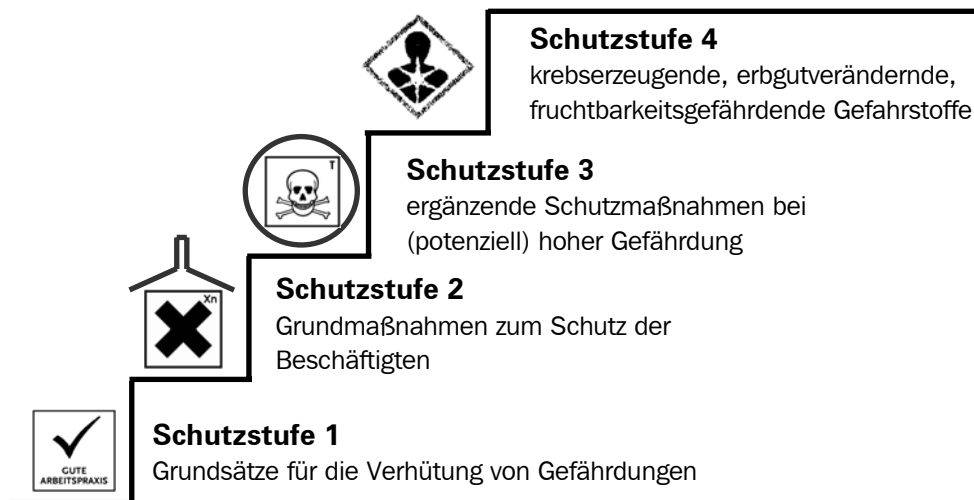 Schutzstufe 4
krebserzeugende, erbgutverändernde,
fruchtbarkeitsgefährdende Gefahrstoffe
T
Schutzstufe 3
ergänzende Schutzmaßnahmen bei
(potenziell) hoher Gefährdung
Xn
Schutzstufe 2
Grundmaßnahmen zum Schutz der
Beschäftigten
GUTE
ARBEITSPRAXIS
Schutzstufe 1
Grundsätze für die Verhütung von Gefährdungen